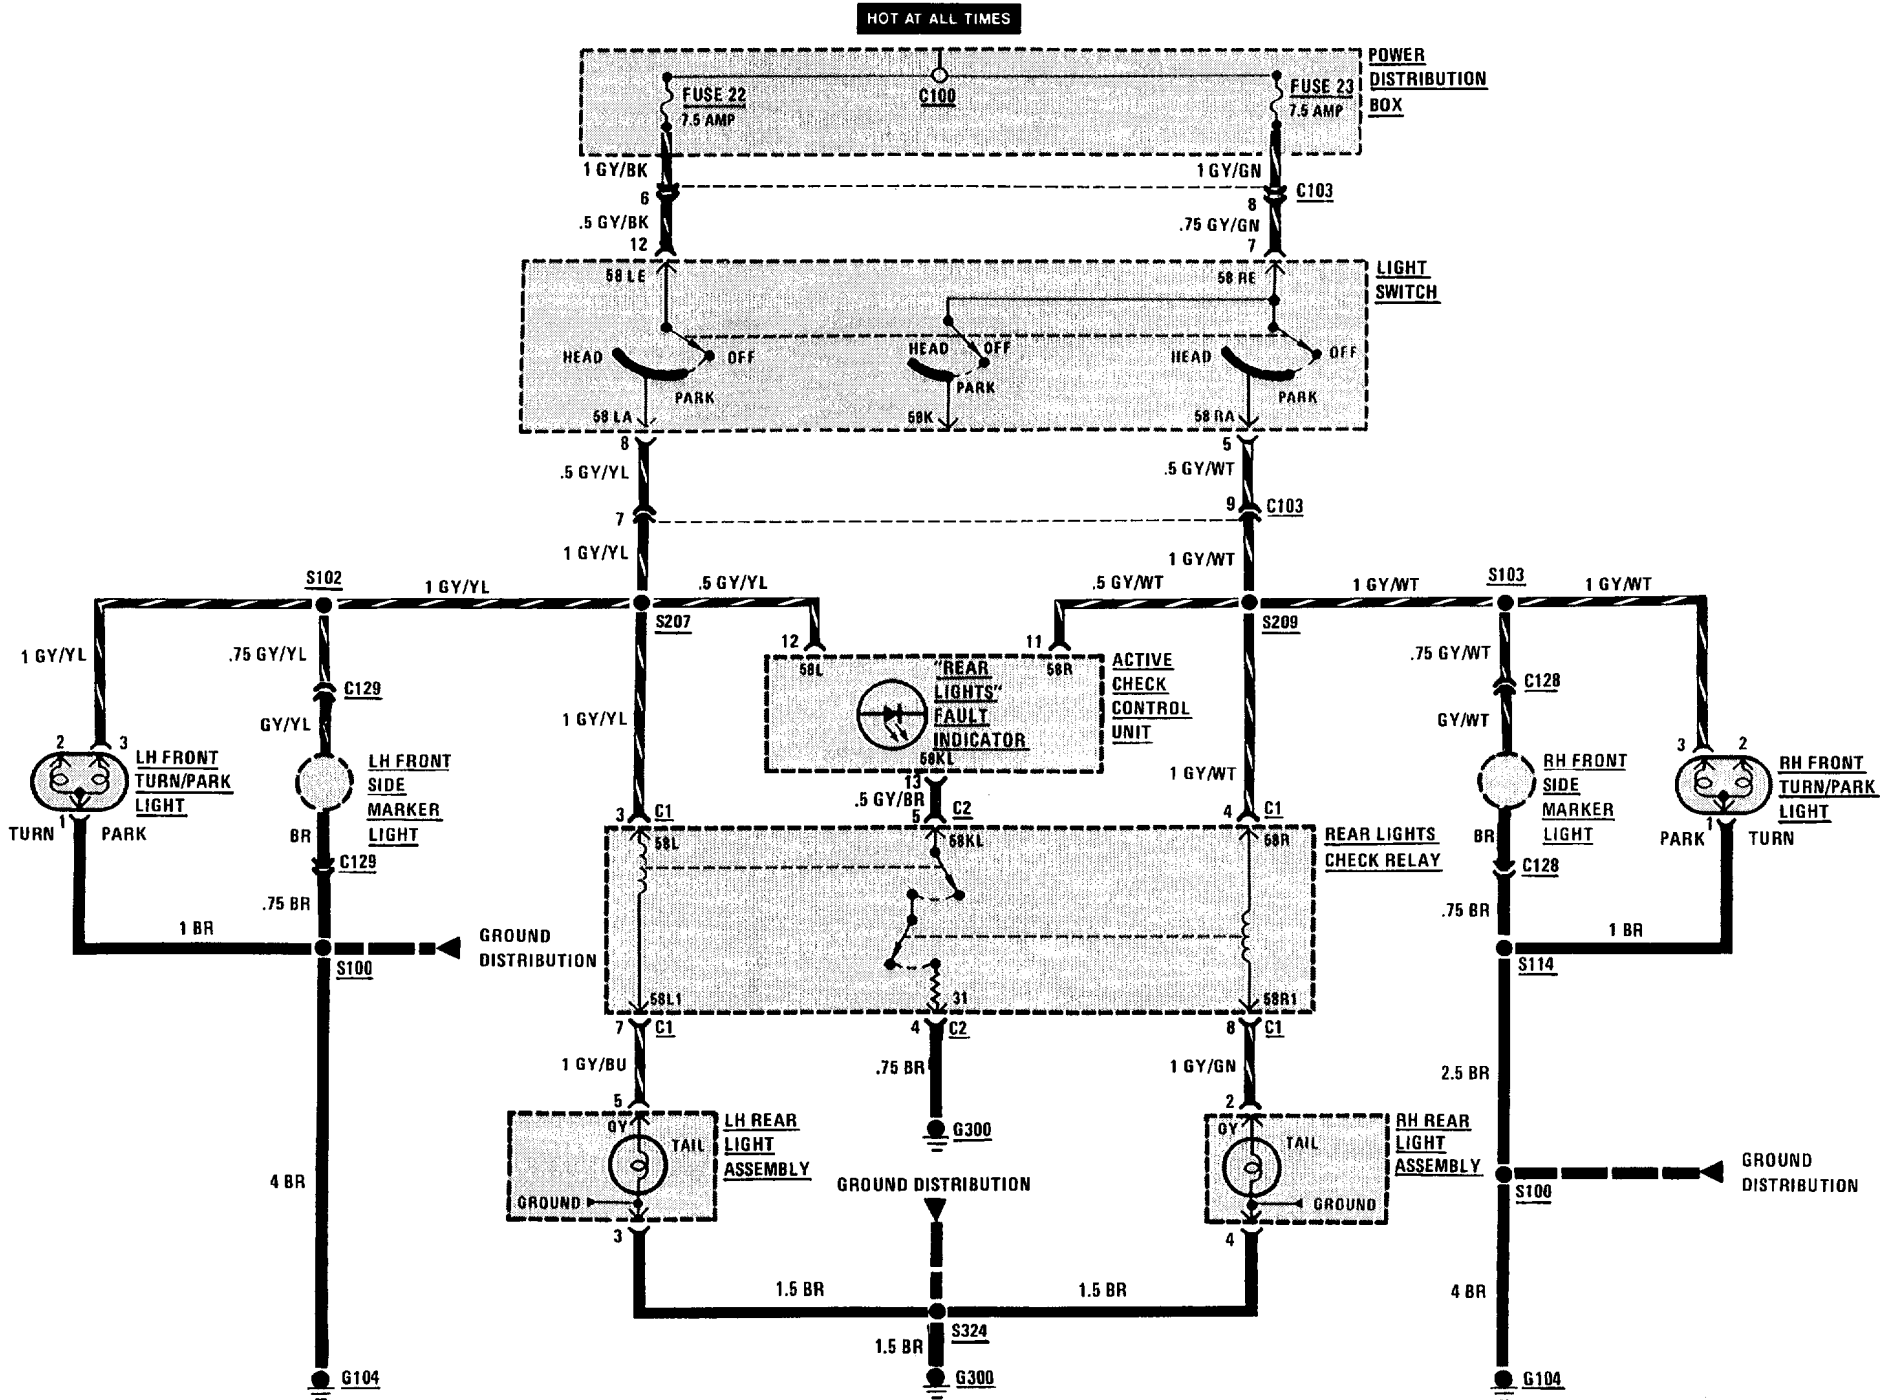 HOT AT ALL TIMES
POWER
DISTRIBUTION
BOX
FUSE 22
7.5 AMP
C100
FUSE 23
7.5 AMP
1 GY/BK
1 GY/GN
6
8
C103
.5 GY/BK
.75 GY/GN
12
7
58 LE
58 RE
LIGHT
SWITCH
HEAD
OFF
PARK
HEAD
OFF
PARK
HEAD
OFF
PARK
58 LA
58K
58 RA
8
5
.5 GY/YL
.5 GY/WT
7
9
C103
1 GY/YL
1 GY/WT
S102
1 GY/YL
.5 GY/YL
.5 GY/WT
1 GY/WT
S103
1 GY/WT
S207
S209
1 GY/YL
.75 GY/YL
C129
GY/YL
12
11
58L
58R
"REAR
LIGHTS"
FAULT
INDICATOR
58KL
ACTIVE
CHECK
CONTROL
UNIT
.75 GY/WT
C128
GY/WT
1 GY/YL
1 GY/WT
2
3
LH FRONT
TURN/PARK
LIGHT
TURN
1
PARK
LH FRONT
SIDE
MARKER
LIGHT
BR
C129
.75 BR
1 BR
S100
GROUND
DISTRIBUTION
RH FRONT
SIDE
MARKER
LIGHT
BR
C128
.75 BR
3
2
RH FRONT
TURN/PARK
LIGHT
PARK
1
TURN
1 BR
S114
13
.5 GY/BR
3
C1
5
C2
4
C1
58L
58KL
58R
REAR LIGHTS
CHECK RELAY
58L1
31
58R1
7
C1
4
C2
8
C1
1 GY/BU
.75 BR
1 GY/GN
2.5 BR
5
2
GY
TAIL
GROUND
LH REAR
LIGHT
ASSEMBLY
G300
GROUND DISTRIBUTION
GY
TAIL
GROUND
RH REAR
LIGHT
ASSEMBLY
GROUND
DISTRIBUTION
S100
4 BR
3
4
1.5 BR
1.5 BR
4 BR
S324
1.5 BR
G104
G300
G104